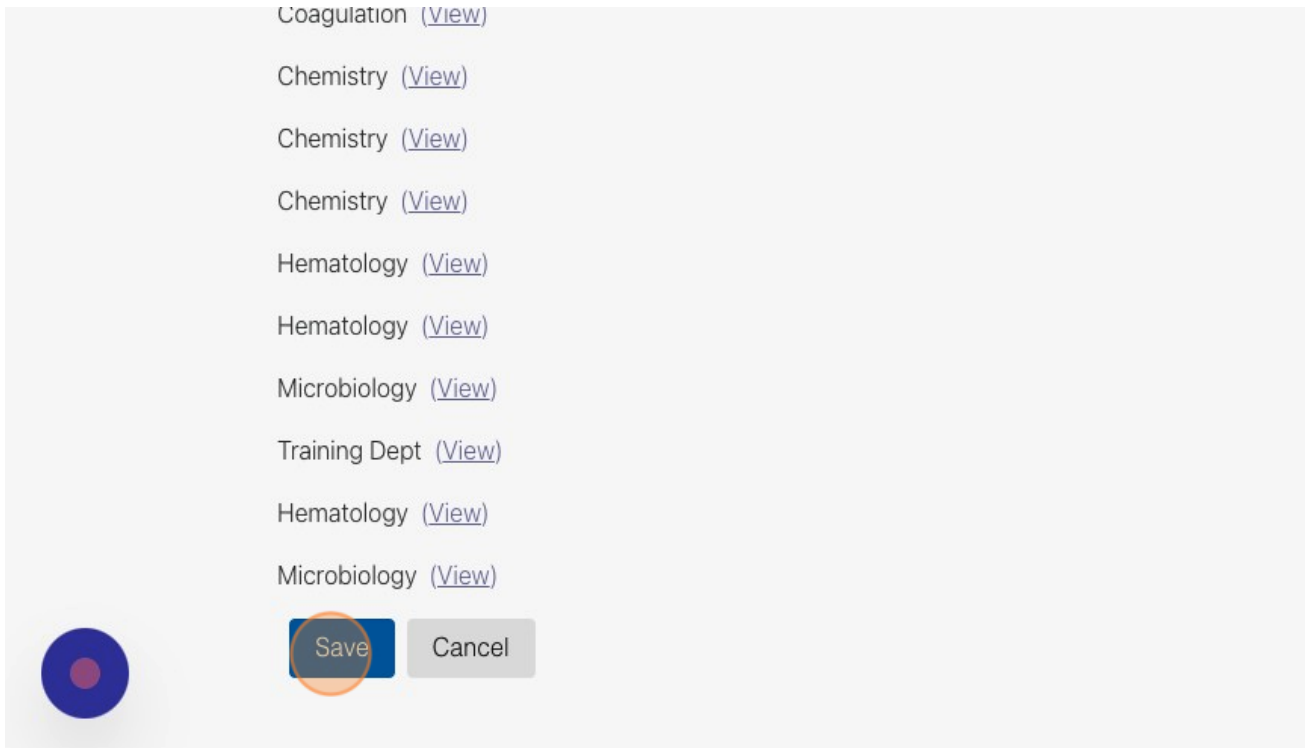 Coagulation (View)
Chemistry (View)
Chemistry (View)
Chemistry (View)
Hematology (View)
Hematology (View)
Microbiology (View)
Training Dept (View)
Hematology (View)
Microbiology (View)
Save Cancel